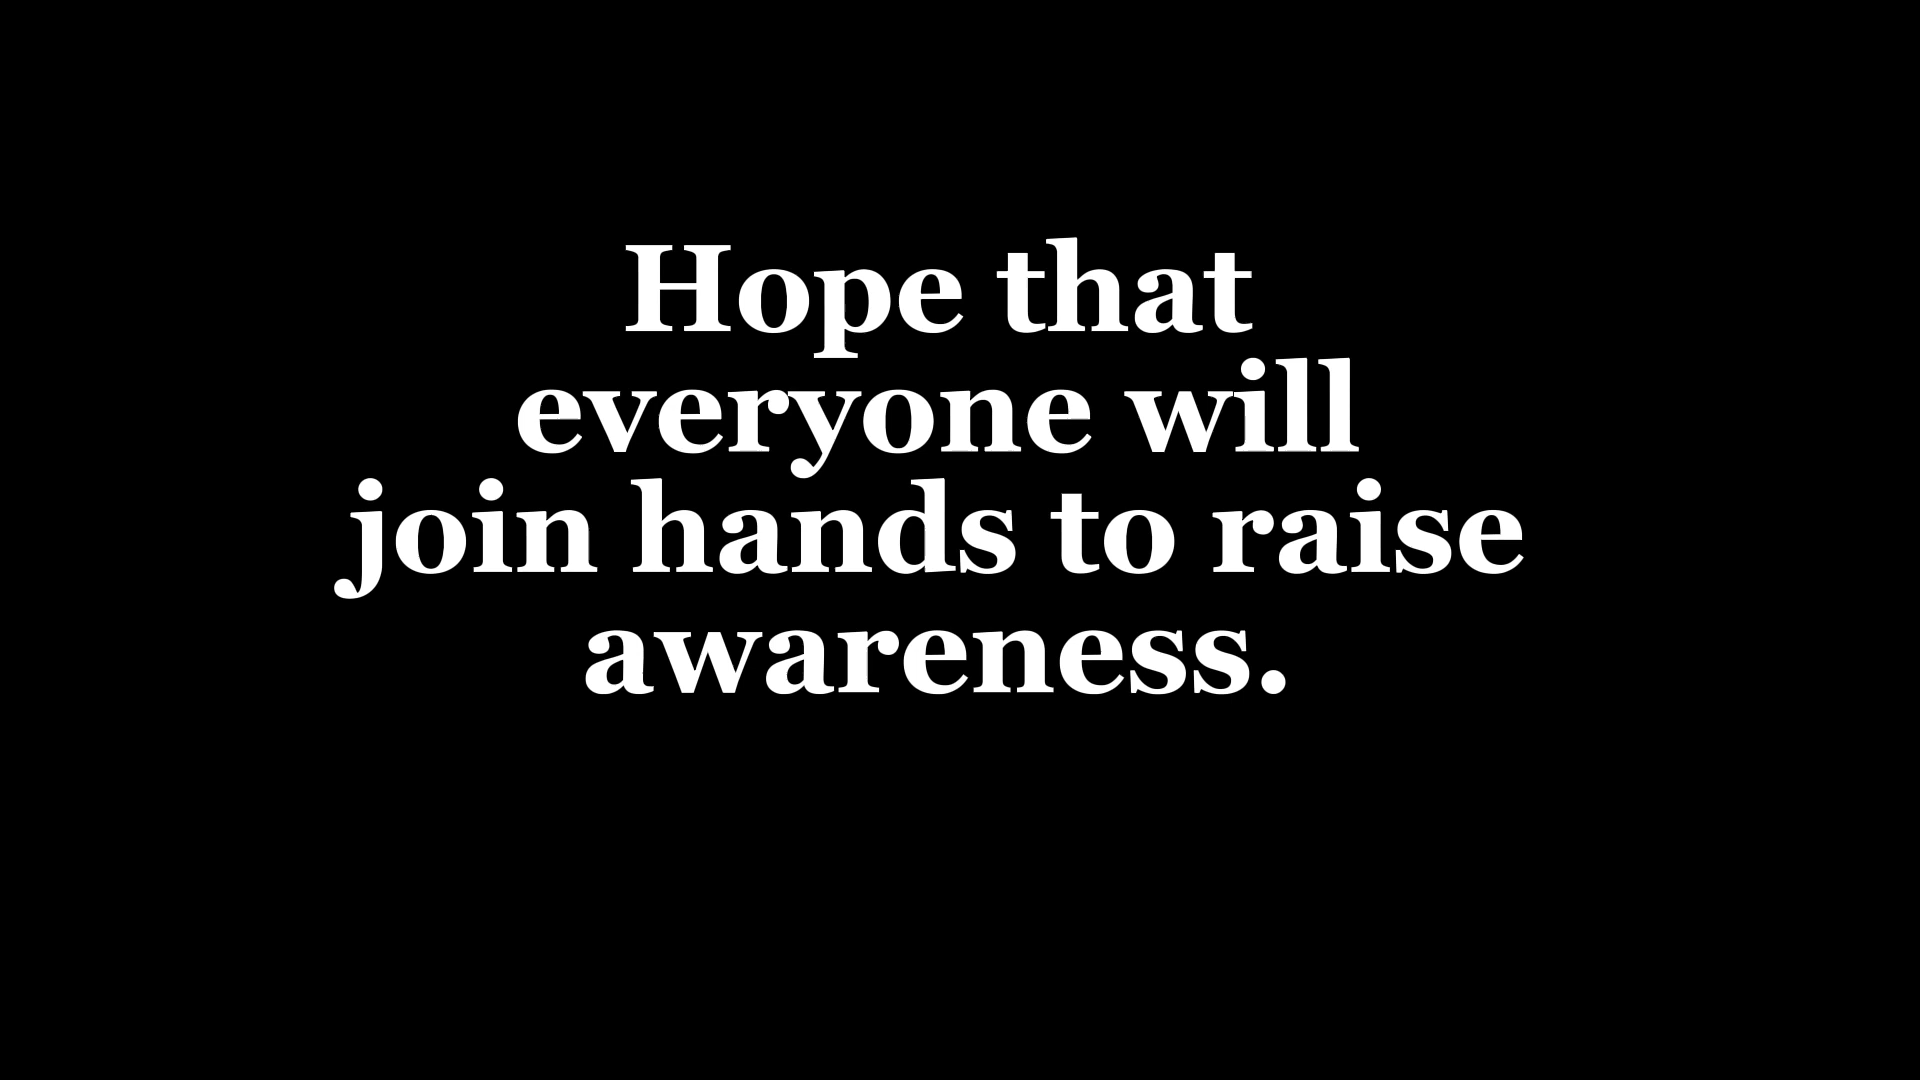 Hope that
everyone will
join hands to raise
awareness.